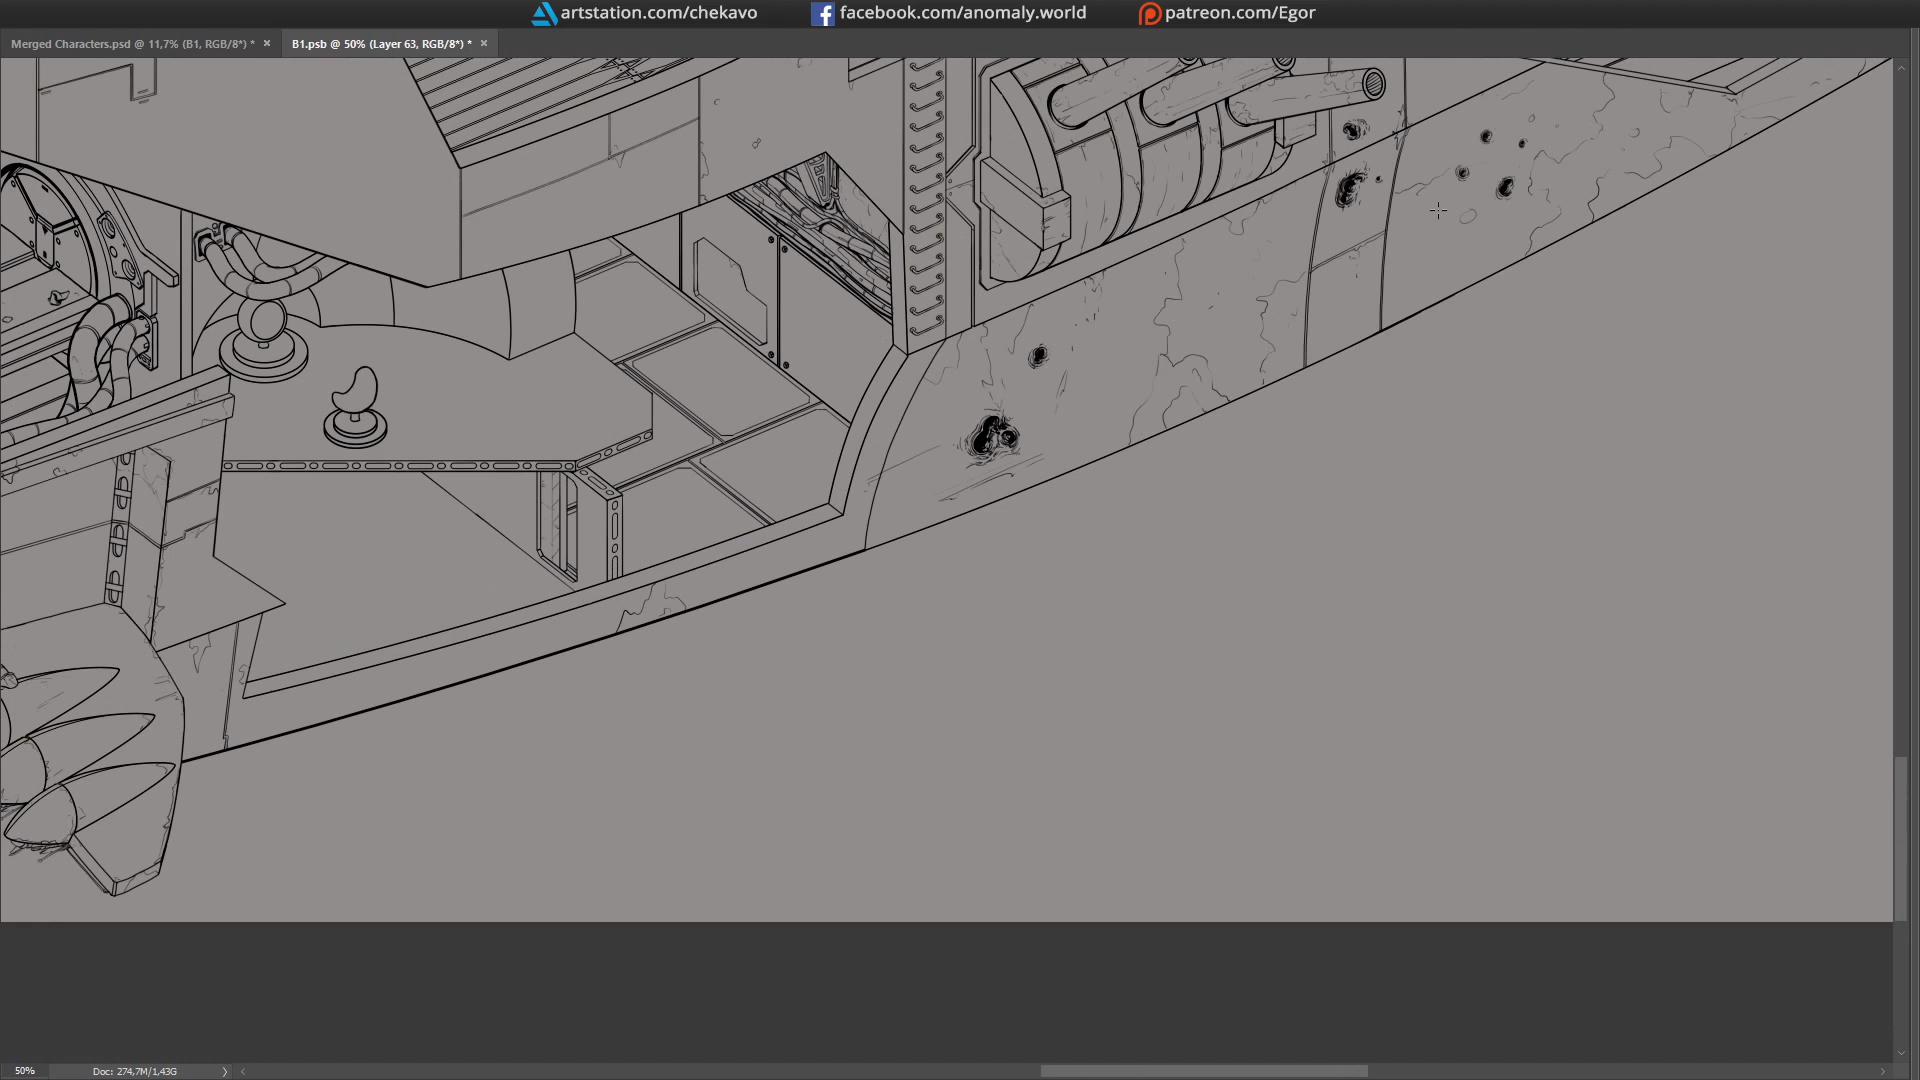 artstation.com/chekavo facebook.com/anomaly.world patreon.com/Egor
Merged Characters.psd @ 11,7% (B1, RGB/8*) * B1.psb @ 50% (Layer 63, RGB/8*) *
50% Doc: 274,7M/1,43G